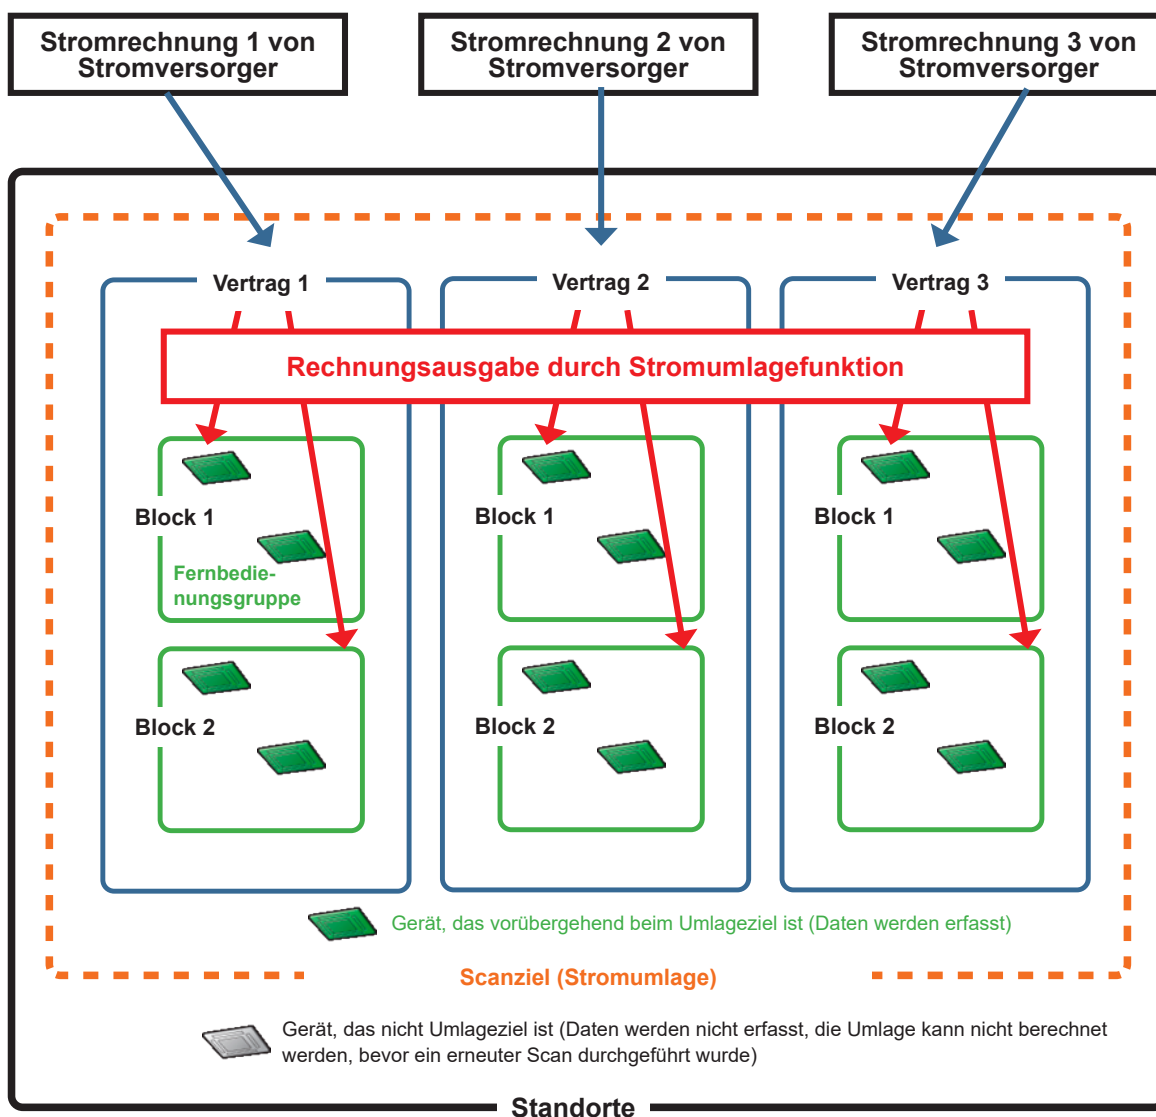 Stromrechnung 1 von
Stromversorger
Stromrechnung 2 von
Stromversorger
Stromrechnung 3 von
Stromversorger
Vertrag 1
Vertrag 2
Vertrag 3
Rechnungsausgabe durch Stromumlagefunktion
Block 1
Fernbedie-
nungsgruppe
Block 1
Block 1
Block 2
Block 2
Block 2
Gerät, das vorübergehend beim Umlageziel ist (Daten werden erfasst)
Scanziel (Stromumlage)
Gerät, das nicht Umlageziel ist (Daten werden nicht erfasst, die Umlage kann nicht berechnet
werden, bevor ein erneuter Scan durchgeführt wurde)
Standorte